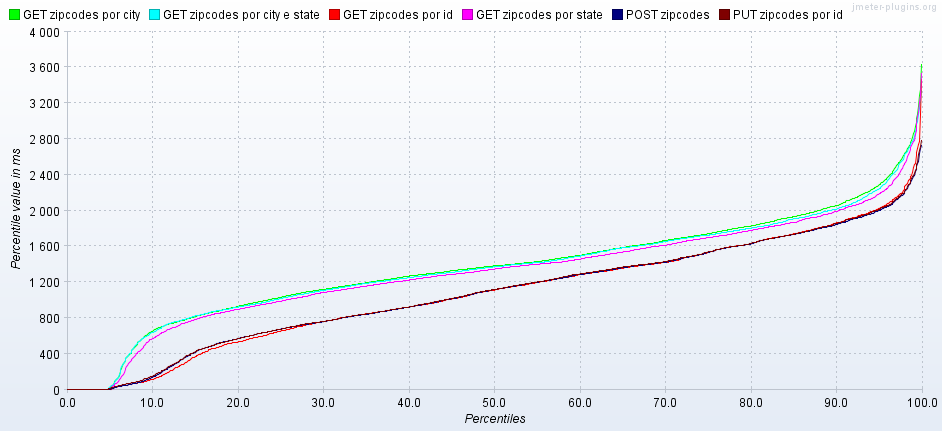 GET zipcodes por city GET zipcodes por city e state GET zipcodes por id GET zipcodes por state POST zipcodes PUT zipcodes por id
jmeter-plugins.org
4 000
3 600
3 200
2 800
2 400
2 000
1 600
1 200
800
400
0
Percentile value in ms
0.0 10.0 20.0 30.0 40.0 50.0 60.0 70.0 80.0 90.0 100.0
Percentiles